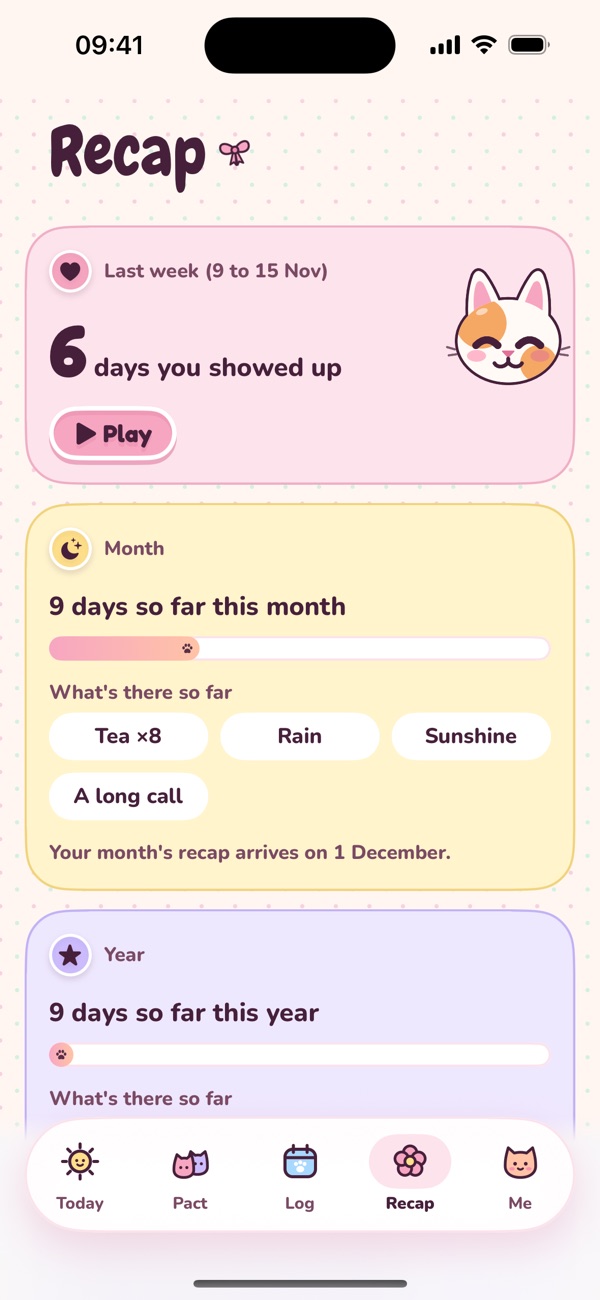 09:41
Recap
Last week (9 to 15 Nov)
6 days you showed up
Play
Month
9 days so far this month
What's there so far
Tea ×8
Rain
Sunshine
A long call
Your month's recap arrives on 1 December.
Year
9 days so far this year
What's there so far
Today
Pact
Log
Recap
Me